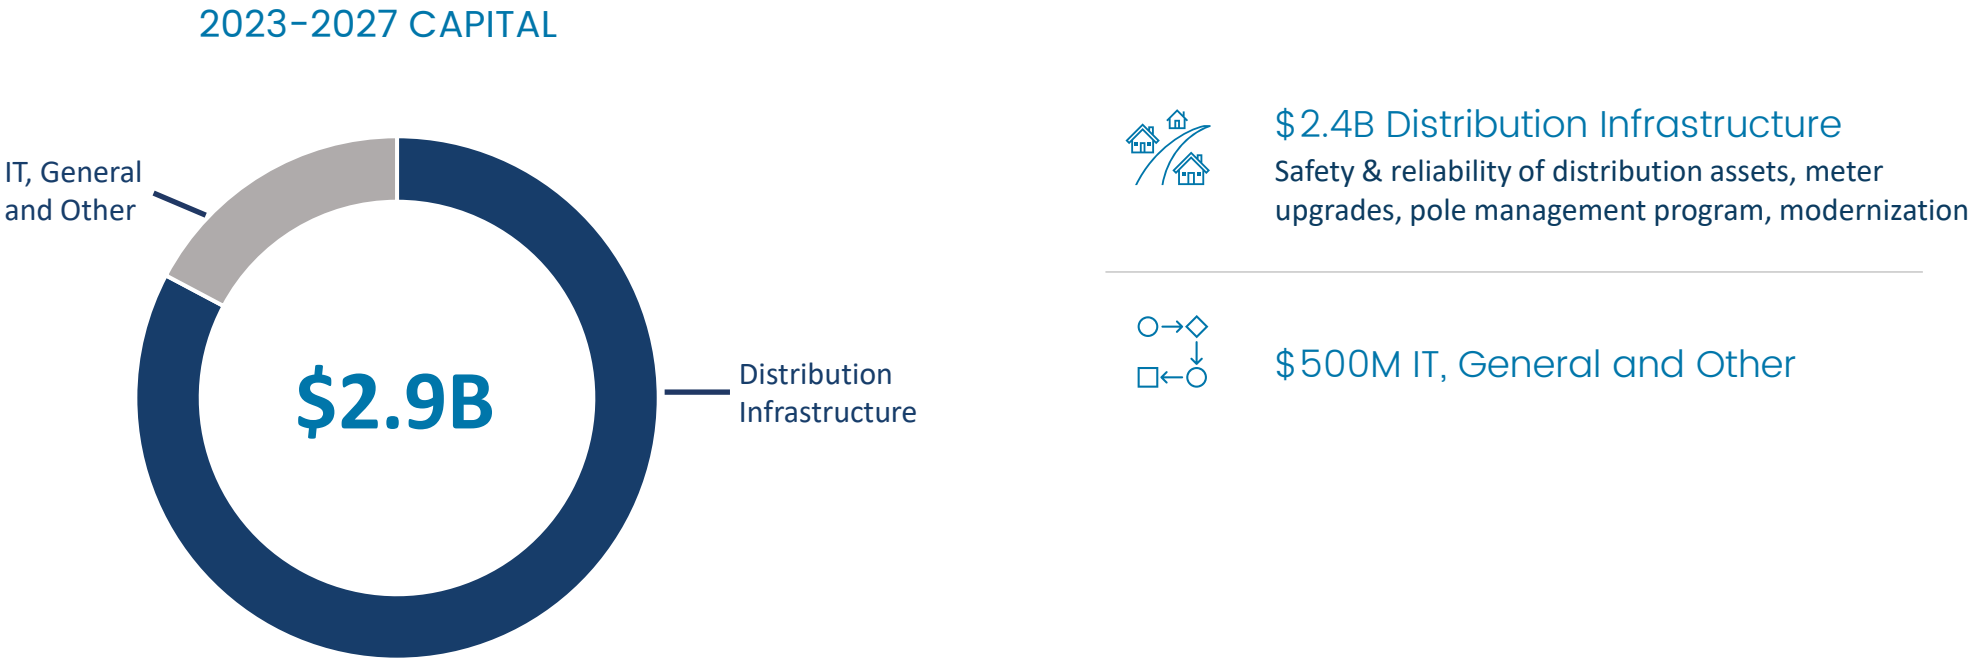 2023-2027 CAPITAL
IT, General
and Other
$2.9B
Distribution
Infrastructure
$2.4B Distribution Infrastructure
Safety & reliability of distribution assets, meter
upgrades, pole management program, modernization
$500M IT, General and Other